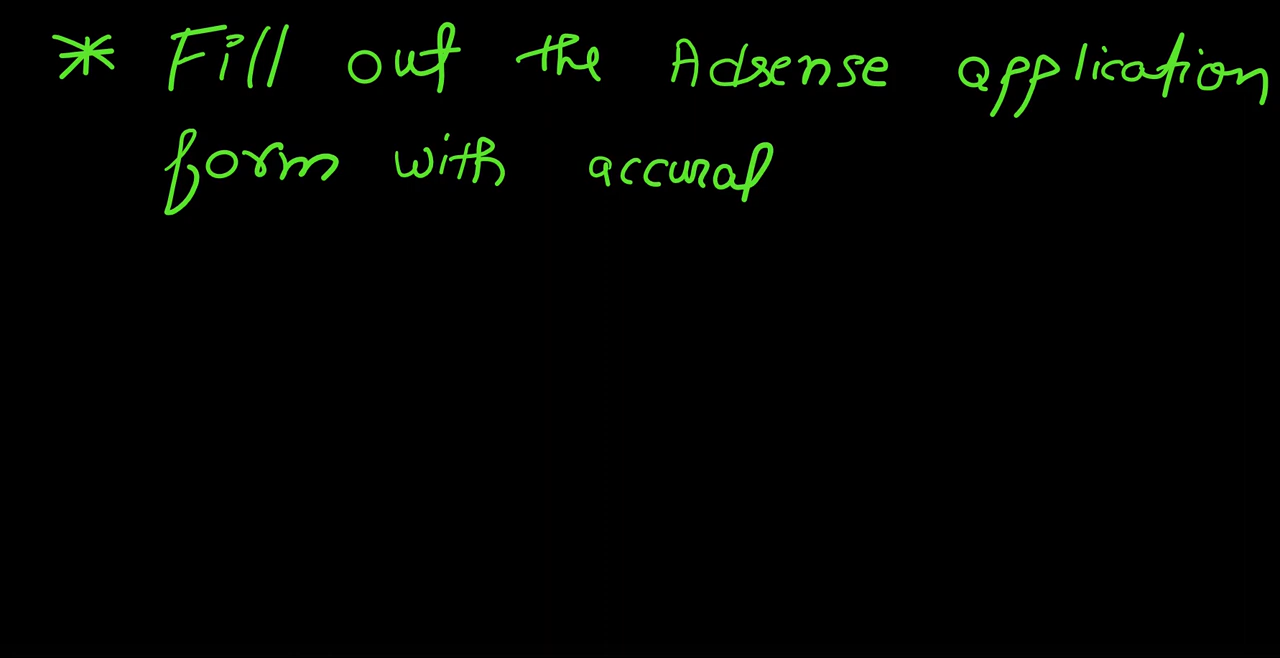 * Fill out the Adsense application
form with accurat